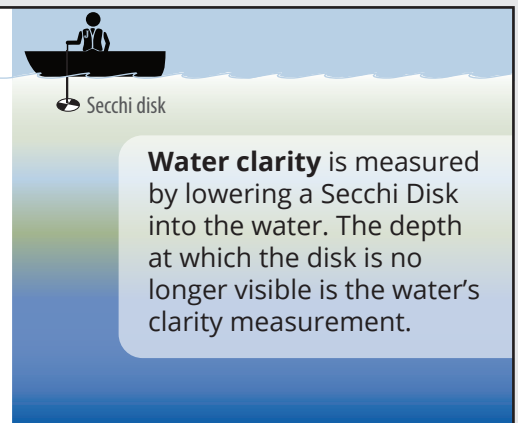 Secchi disk
Water clarity is measured
by lowering a Secchi Disk
into the water. The depth
at which the disk is no
longer visible is the water's
clarity measurement.